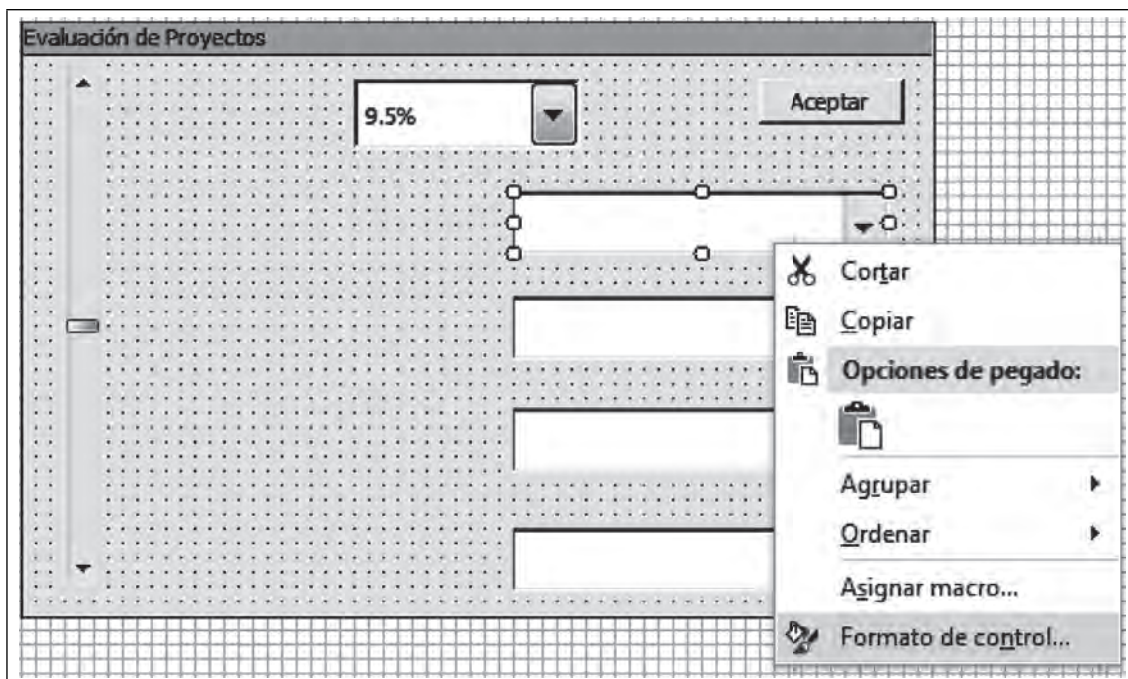 Evaluación de Proyectos
9.5%
Aceptar
Cortar
Copiar
Opciones de pegado:
Agrupar
Ordenar
Asignar macro...
Formato de control...